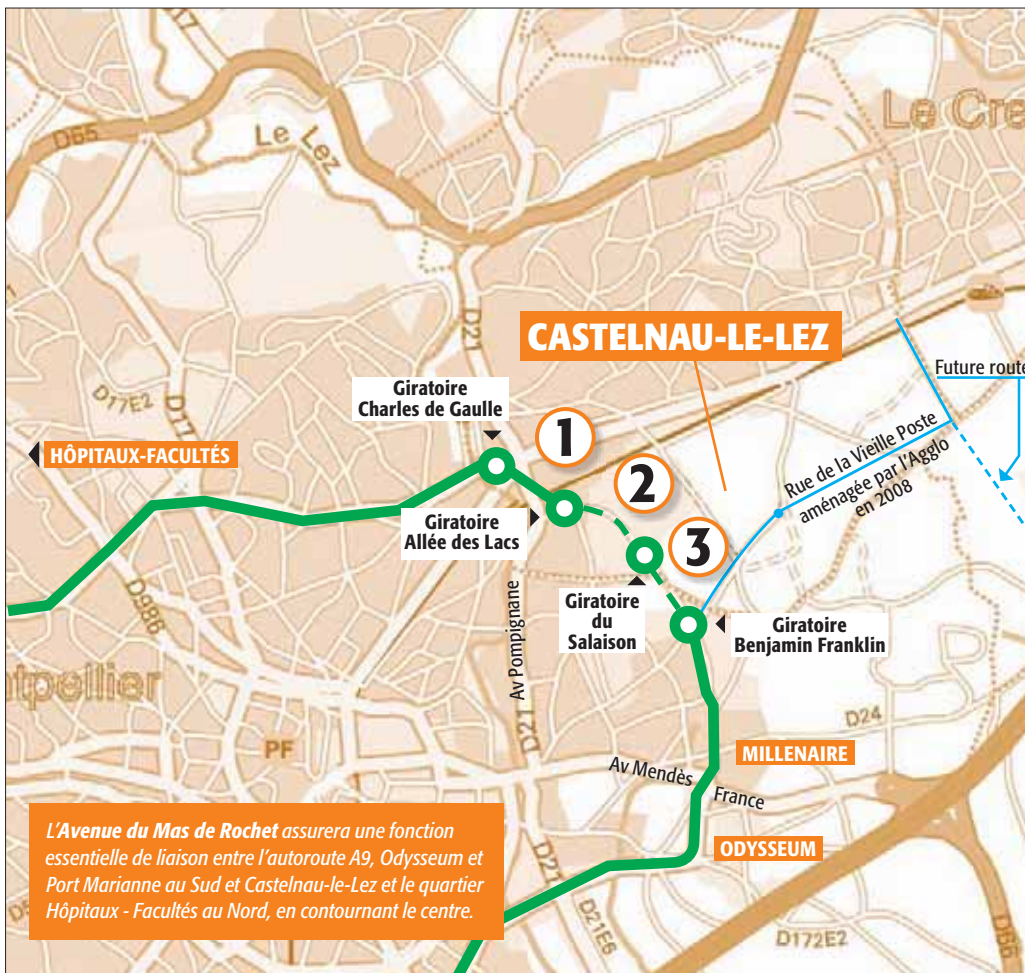 D65
D17
Le Lez
Le Cre
D21
CASTELNAU-LE-LEZ
Future route
Giratoire
Charles de Gaulle
D17E2
D17
HÔPITAUX-FACULTÉS
1
2
3
Rue de la Vieille Poste
aménagée par l'Agglo
en 2008
Giratoire
Allée des Lacs
D986
Av Pompignane
Giratoire
du
Salaison
Giratoire
Benjamin Franklin
ntpellier
D21
D24
PF
MILLENAIRE
Av Mendès
France
ODYSSEUM
L'Avenue du Mas de Rochet assurera une fonction
essentielle de liaison entre l'autoroute A9, Odysseum et
Port Marianne au Sud et Castelnau-le-Lez et le quartier
Hôpitaux - Facultés au Nord, en contournant le centre.
D21
D21E6
D172E2
D66